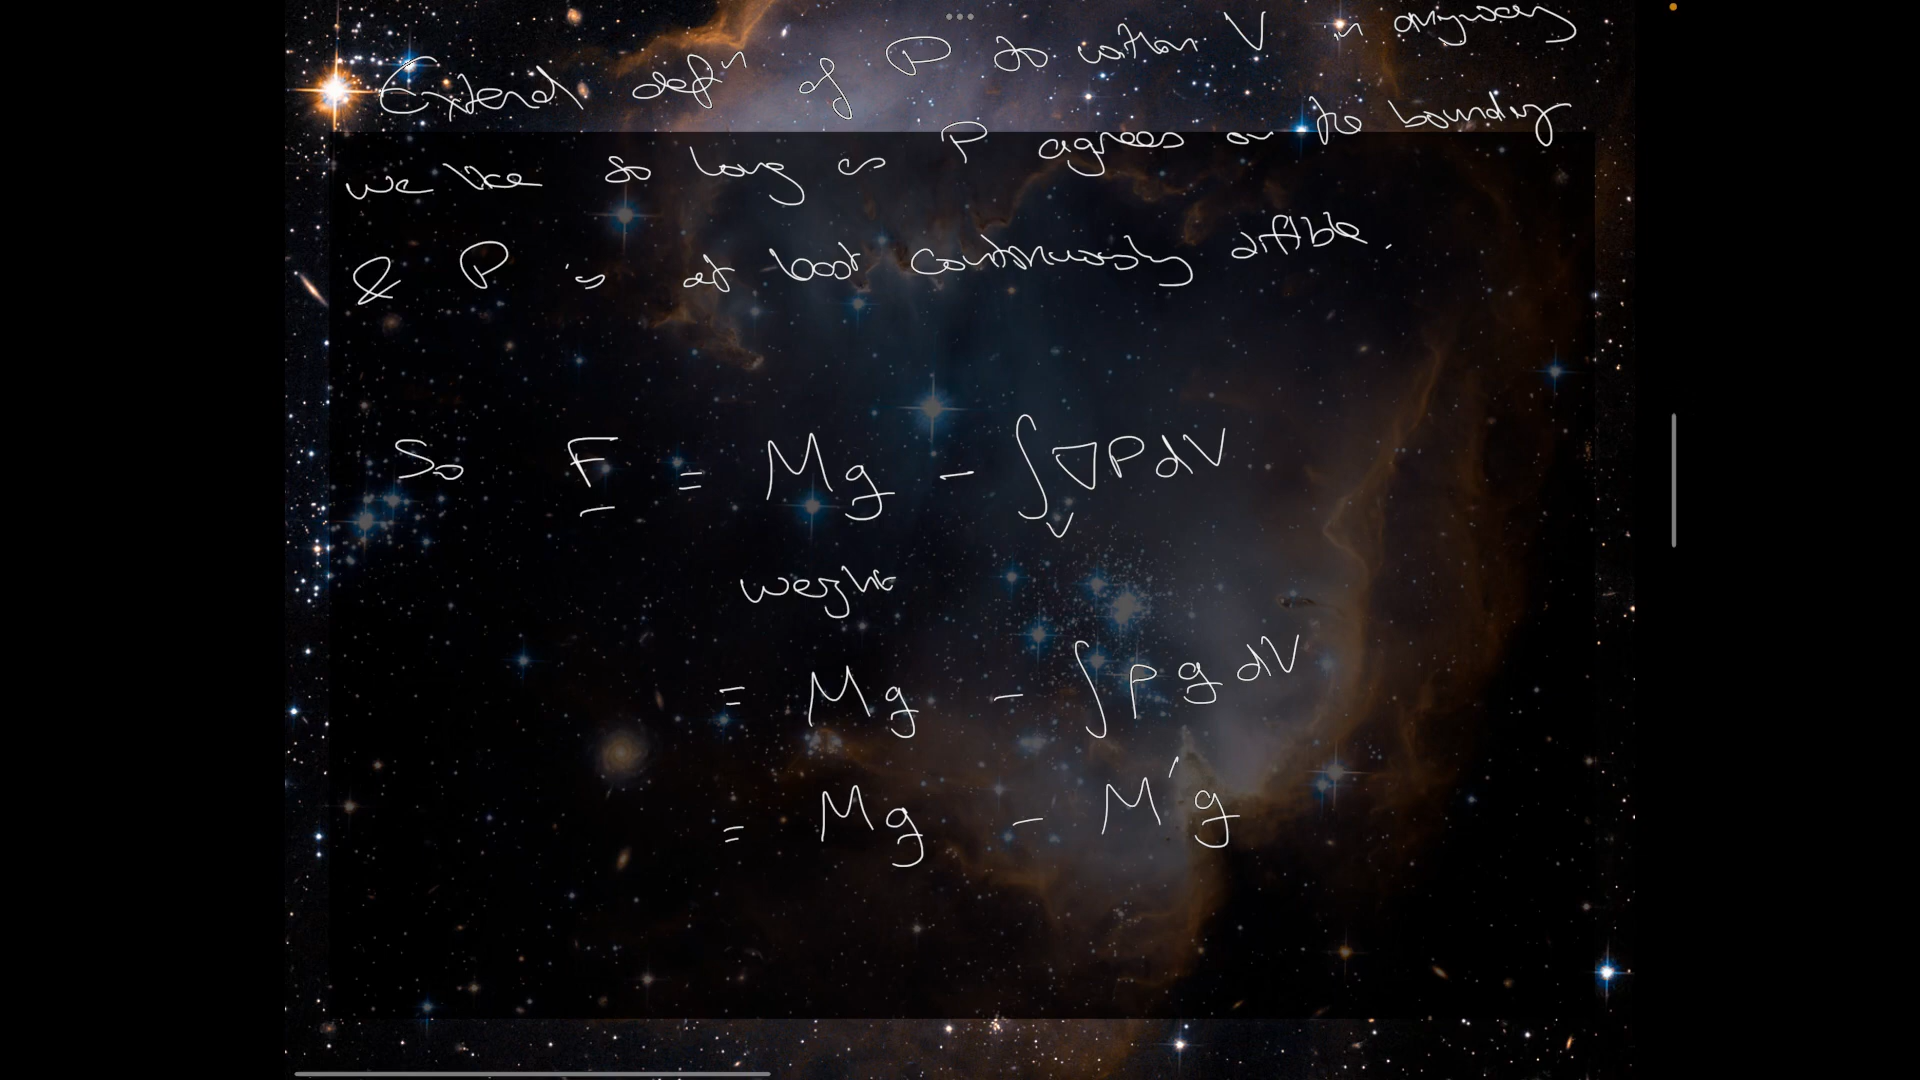 Extend defⁿ of P to within V in anyway
we like so long as P agrees on the boundary
& P is at least continuously diffble.
So F = Mg - ∫_V ∇P dV
weight
= Mg - ∫ ρ g dV
= Mg - M'g